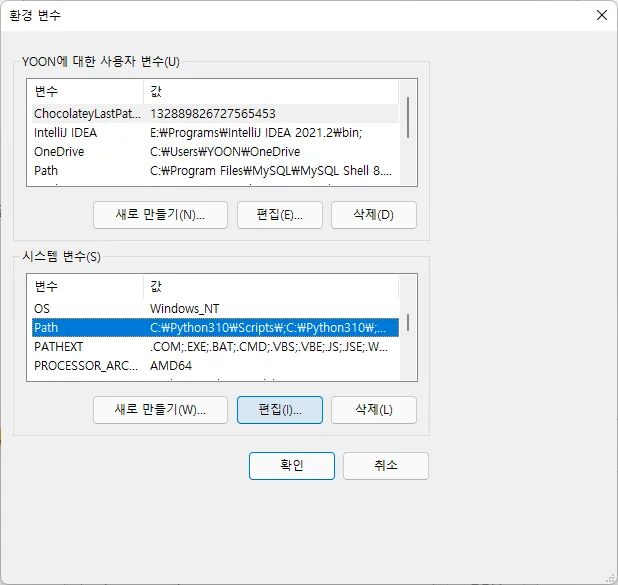 환경 변수
YOON에 대한 사용자 변수(U)
변수 값
ChocolateyLastPat... 132889826727565453
IntelliJ IDEA E:₩Programs₩IntelliJ IDEA 2021.2₩bin;
OneDrive C:₩Users₩YOON₩OneDrive
Path C:₩Program Files₩MySQL₩MySQL Shell 8....
새로 만들기(N)... 편집(E)... 삭제(D)
시스템 변수(S)
변수 값
OS Windows_NT
Path C:₩Python310₩Scripts₩;C:₩Python310₩;...
PATHEXT .COM;.EXE;.BAT;.CMD;.VBS;.VBE;.JS;.JSE;.W...
PROCESSOR_ARC... AMD64
새로 만들기(W)... 편집(I)... 삭제(L)
확인 취소